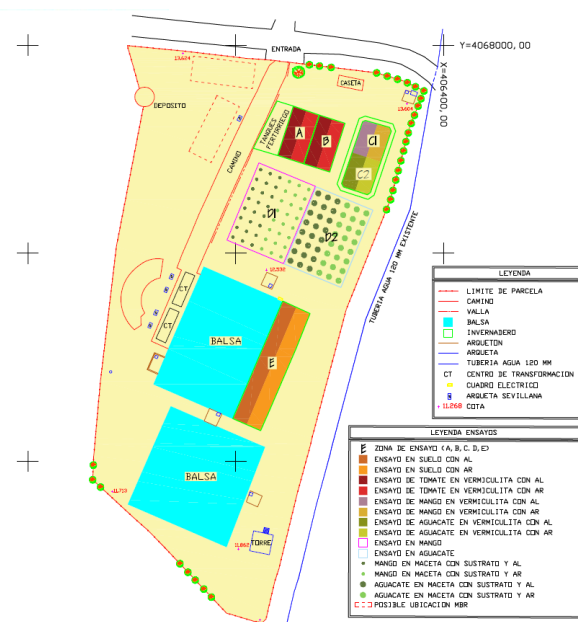 ENTRADA
Y=4068000, 00
X=406400, 00
13,624
CASETA
DEPOSITO
13,604
TANQUES
FERTIRRIEGO
A
B
C1
C2
CAMINO
D1
D2
TUBERIA AGUA 120 MM EXISTENTE
CT
CT
BALSA
E
BALSA
TORRE
LEYENDA
LIMITE DE PARCELA
CAMINO
VALLA
BALSA
INVERNADERO
ARQUETON
ARQUETA
TUBERIA AGUA 120 MM
CT CENTRO DE TRANSFORMACION
CUADRO ELECTRICO
ARQUETA SEVILLANA
11.268 COTA
LEYENDA ENSAYOS
E ZONA DE ENSAYO (A, B, C, D, E)
ENSAYO EN SUELO CON AL
ENSAYO EN SUELO CON AR
ENSAYO DE TOMATE EN VERMICULITA CON AL
ENSAYO DE TOMATE EN VERMICULITA CON AR
ENSAYO DE MANGO EN VERMICULITA CON AL
ENSAYO DE MANGO EN VERMICULITA CON AR
ENSAYO DE AGUACATE EN VERMICULITA CON AL
ENSAYO DE AGUACATE EN VERMICULITA CON AR
ENSAYO EN MANGO
ENSAYO EN AGUACATE
MANGO EN MACETA CON SUSTRATO Y AL
MANGO EN MACETA CON SUSTRATO Y AR
AGUACATE EN MACETA CON SUSTRATO Y AL
AGUACATE EN MACETA CON SUSTRATO Y AR
POSIBLE UBICACION MBR